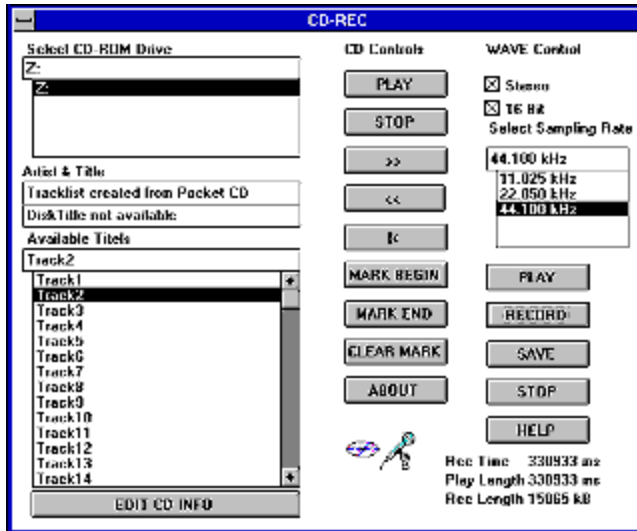 CD-REC
Select CD-ROM Drive
Z:
Z:
Artist & Title
Tracklist created from Pocket CD
DiskTitle not available
Available Titels
Track2
Track1
Track2
Track3
Track4
Track5
Track6
Track7
Track8
Track9
Track10
Track11
Track12
Track13
Track14
EDIT CD INFO
CD Controls
PLAY
STOP
>>
<<
|<
MARK BEGIN
MARK END
CLEAR MARK
ABOUT
WAVE Control
Stereo
16 Bit
Select Sampling Rate
44.100 kHz
11.025 kHz
22.050 kHz
44.100 kHz
PLAY
RECORD
SAVE
STOP
HELP
Rec Time 330933 ms
Play Length 330933 ms
Rec Length 15065 kB